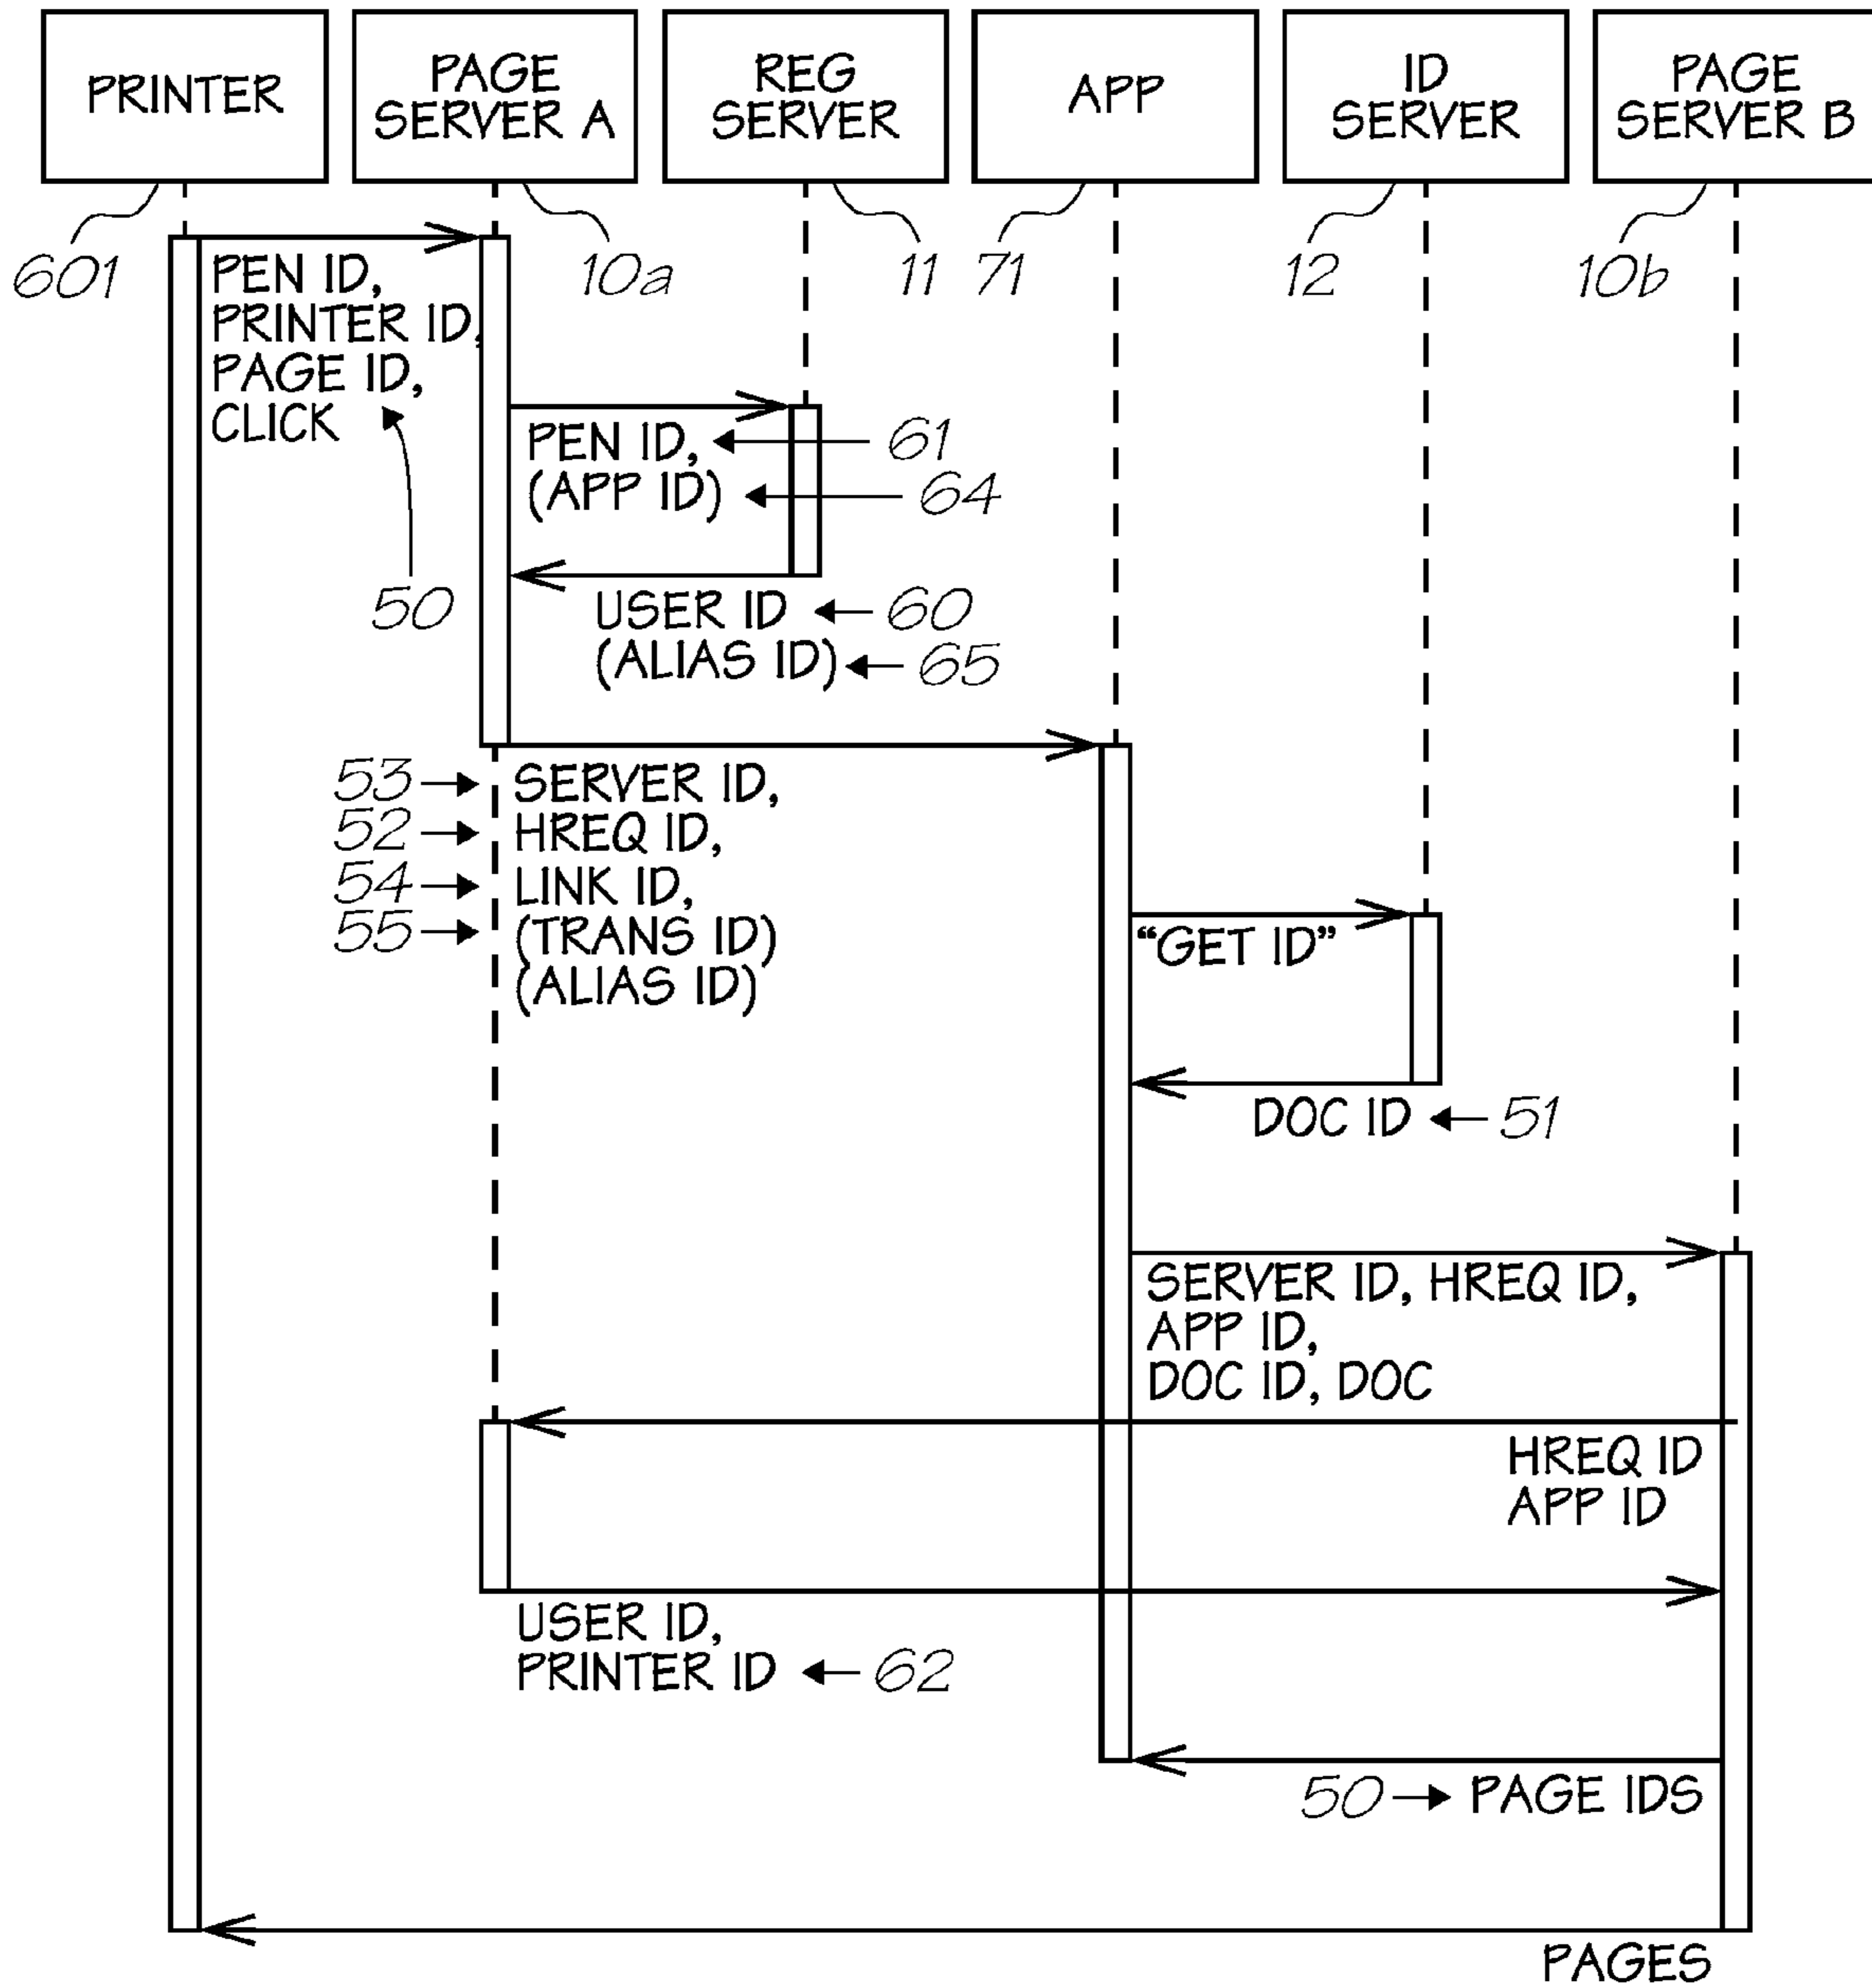 PRINTER
PAGE
SERVER A
REG
SERVER
APP
ID
SERVER
PAGE
SERVER B
601
10a
11
71
12
10b
PEN ID,
PRINTER ID,
PAGE ID,
CLICK
50
PEN ID,
61
(APP ID)
64
USER ID
60
(ALIAS ID)
65
53
SERVER ID,
52
HREQ ID,
54
LINK ID,
55
(TRANS ID)
(ALIAS ID)
“GET ID”
DOC ID
51
SERVER ID, HREQ ID,
APP ID,
DOC ID, DOC
HREQ ID
APP ID
USER ID,
PRINTER ID
62
50
PAGE IDS
PAGES